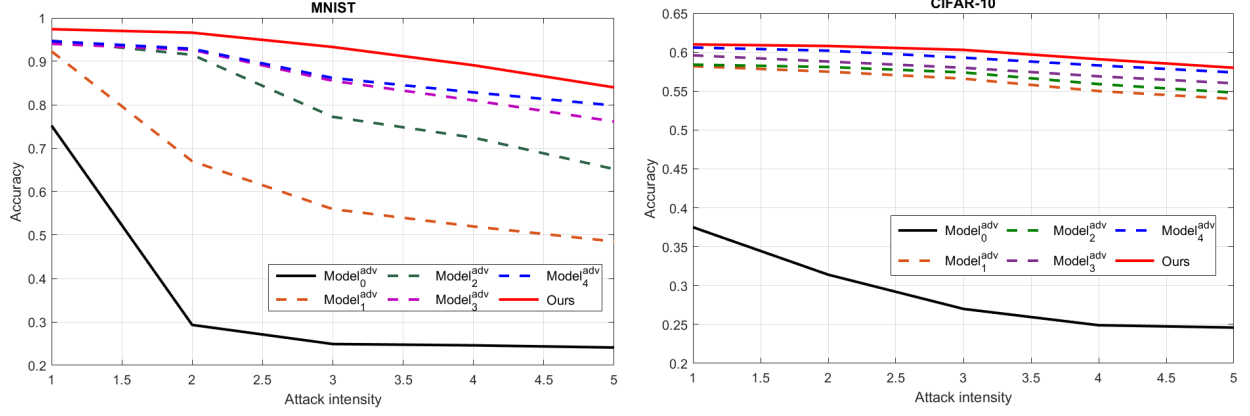 MNIST
1
0.9
0.8
0.7
0.6
0.5
0.4
0.3
0.2
Accuracy
1 1.5 2 2.5 3 3.5 4 4.5 5
Attack intensity
Model₀ᵃᵈᵛ Model₂ᵃᵈᵛ Model₄ᵃᵈᵛ
Model₁ᵃᵈᵛ Model₃ᵃᵈᵛ Ours
CIFAR-10
0.65
0.6
0.55
0.5
0.45
0.4
0.35
0.3
0.25
0.2
Accuracy
1 1.5 2 2.5 3 3.5 4 4.5 5
Attack intensity
Model₀ᵃᵈᵛ Model₂ᵃᵈᵛ Model₄ᵃᵈᵛ
Model₁ᵃᵈᵛ Model₃ᵃᵈᵛ Ours